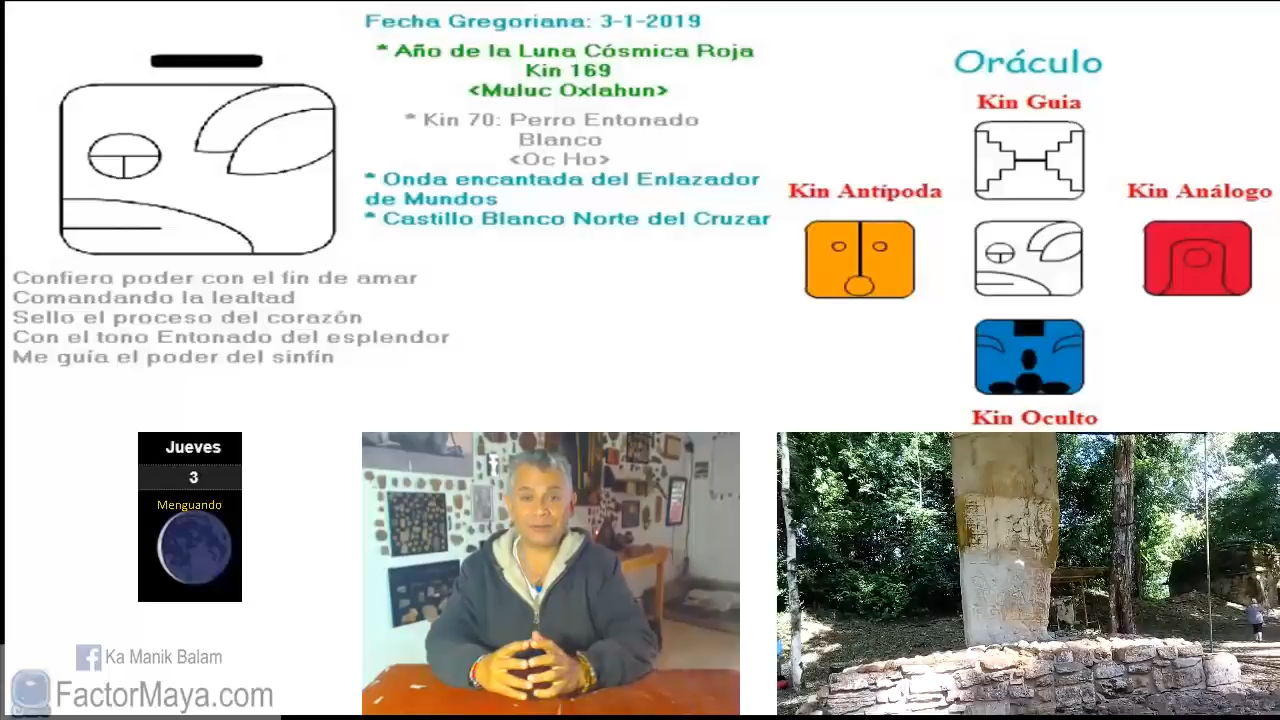 Fecha Gregoriana: 3-1-2019
* Año de la Luna Cósmica Roja
Kin 169
<Muluc Oxlahun>
* Kin 70: Perro Entonado
Blanco
<Oc Ho>
* Onda encantada del Enlazador
de Mundos
* Castillo Blanco Norte del Cruzar
Confiero poder con el fin de amar
Comandando la lealtad
Sello el proceso del corazón
Con el tono Entonado del esplendor
Me guía el poder del sinfín
Oráculo
Kin Guia
Kin Antípoda
Kin Análogo
Kin Oculto
Jueves
3
Menguando
Ka Manik Balam
FactorMaya.com